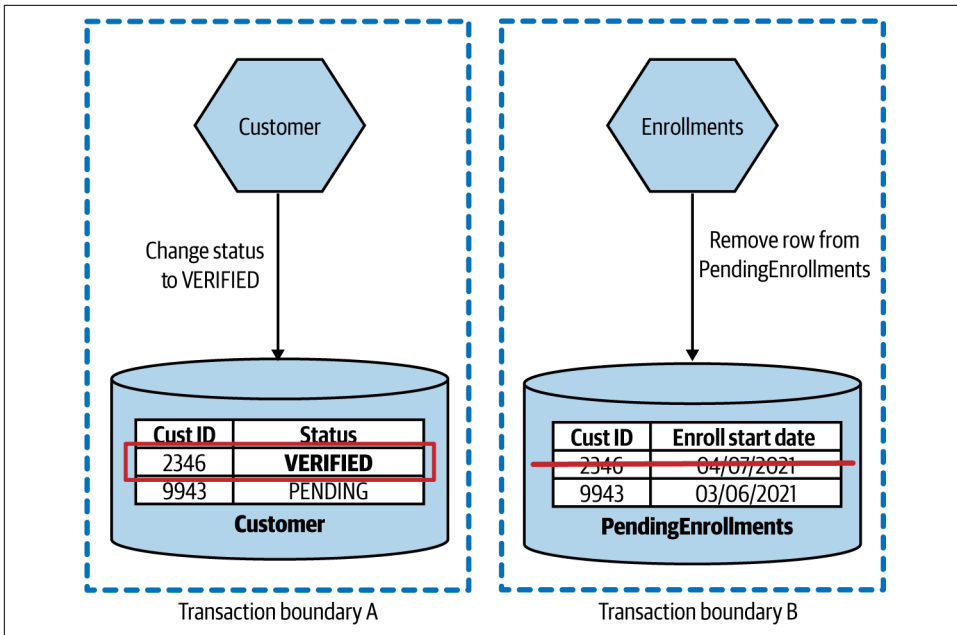 Customer
Change status
to VERIFIED
Cust ID Status
2346 VERIFIED
9943 PENDING
Customer
Transaction boundary A
Enrollments
Remove row from
PendingEnrollments
Cust ID Enroll start date
2346 04/07/2021
9943 03/06/2021
PendingEnrollments
Transaction boundary B